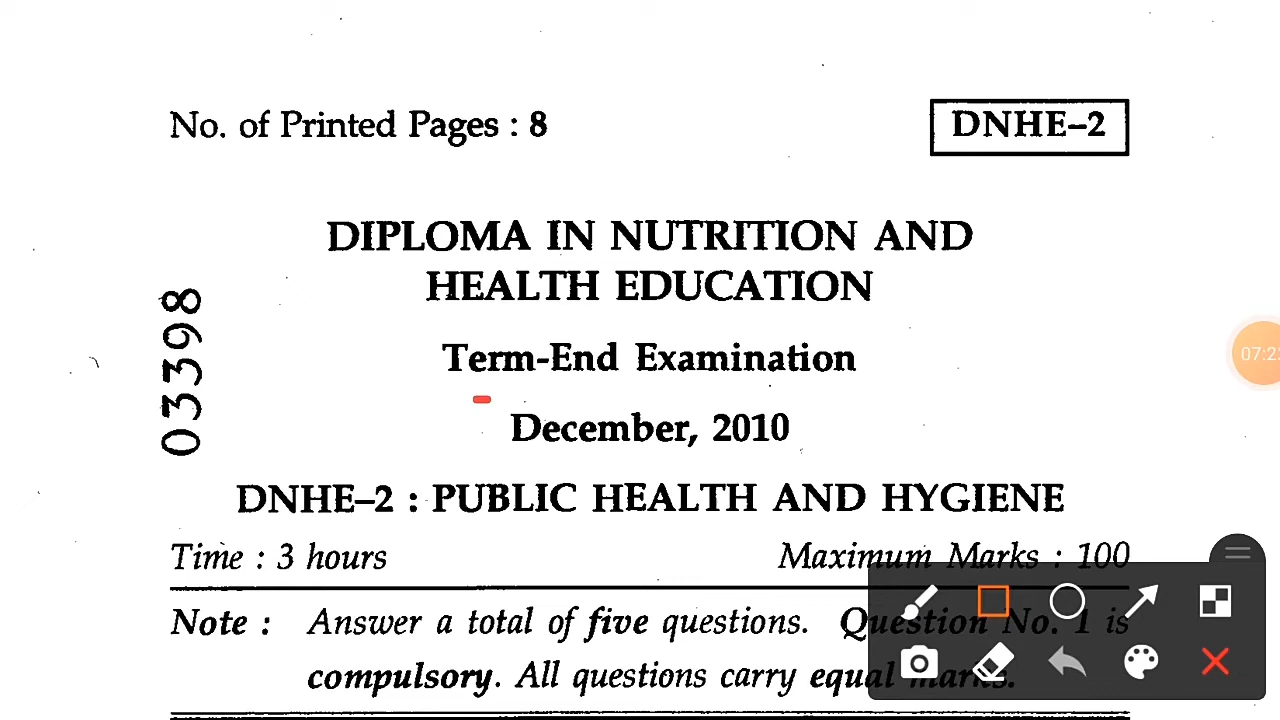 No. of Printed Pages : 8
DNHE–2
DIPLOMA IN NUTRITION AND
HEALTH EDUCATION
03398
Term-End Examination
December, 2010
DNHE–2 : PUBLIC HEALTH AND HYGIENE
Time : 3 hours
Maximum Marks : 100
Note : Answer a total of five questions. Question No. 1 is
compulsory. All questions carry equal marks.